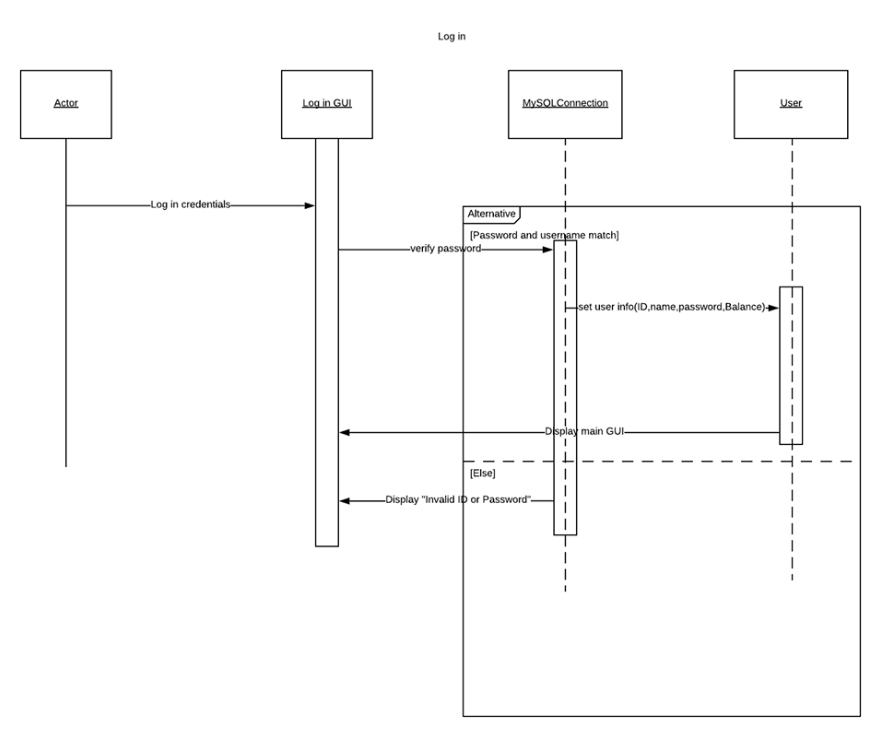 Log in
Actor
Log in GUI
MySQLConnection
User
Log in credentials
Alternative
[Password and username match]
verify password
set user info(ID,name,password,Balance)
Display main GUI
[Else]
Display "Invalid ID or Password"